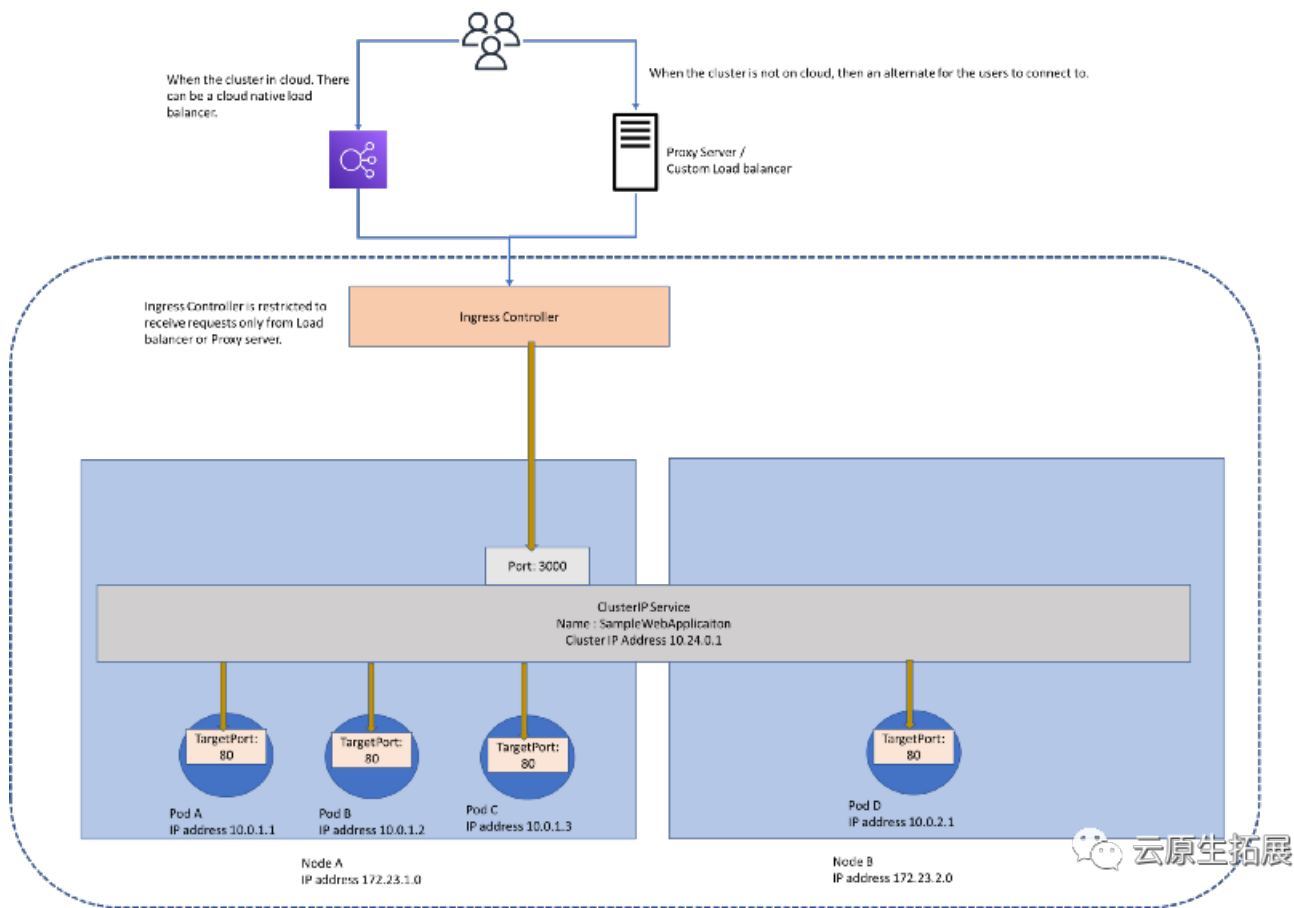 When the cluster in cloud. There
can be a cloud native load
balancer.
When the cluster is not on cloud, then an alternate for the users to connect to.
Proxy Server /
Custom Load balancer
Ingress Controller is restricted to
receive requests only from Load
balancer or Proxy server.
Ingress Controller
Port: 3000
ClusterIP Service
Name : SampleWebApplicaiton
Cluster IP Address 10.24.0.1
TargetPort:
80
TargetPort:
80
TargetPort:
80
TargetPort:
80
Pod A
IP address 10.0.1.1
Pod B
IP address 10.0.1.2
Pod C
IP address 10.0.1.3
Pod D
IP address 10.0.2.1
Node A
IP address 172.23.1.0
Node B
IP address 172.23.2.0
云原生拓展